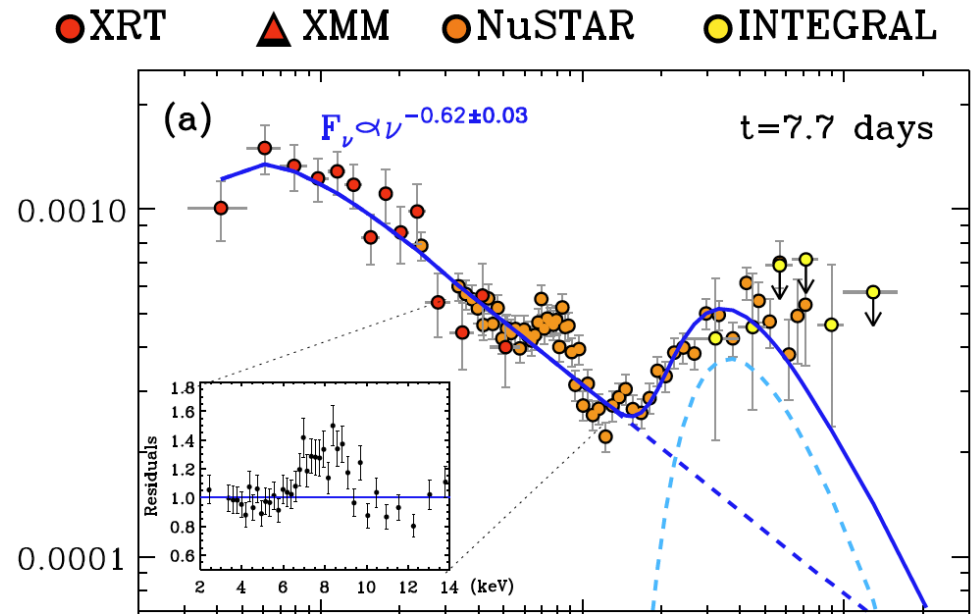 XRT XMM NuSTAR INTEGRAL
(a) Fν∝ν^−0.62±0.03 t=7.7 days
0.0010
1.8
1.6
1.4
1.2
1.0
0.8
0.6
Residuals
2 4 6 8 10 12 14 (keV)
0.0001